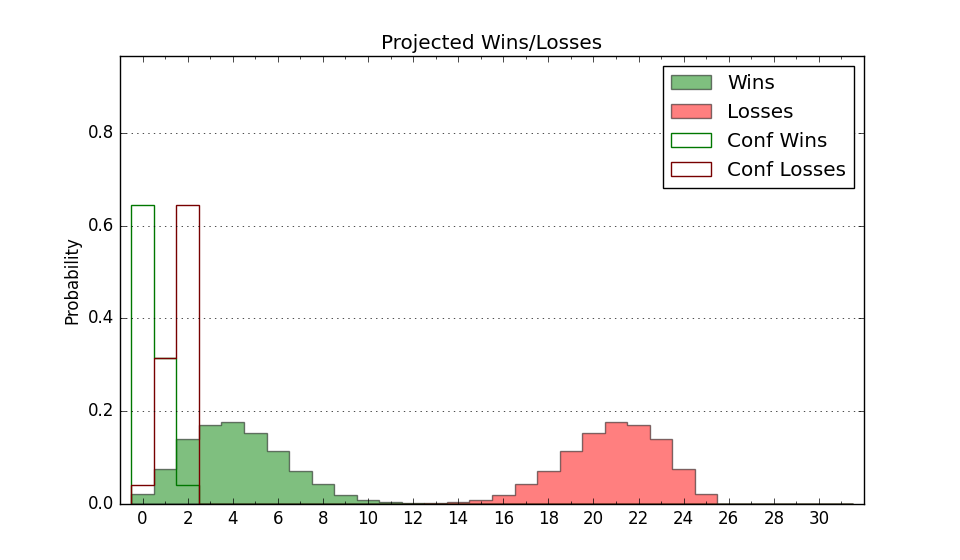 Projected Wins/Losses
Wins
Losses
Conf Wins
Conf Losses
Probability
0.8
0.6
0.4
0.2
0.0
0 2 4 6 8 10 12 14 16 18 20 22 24 26 28 30